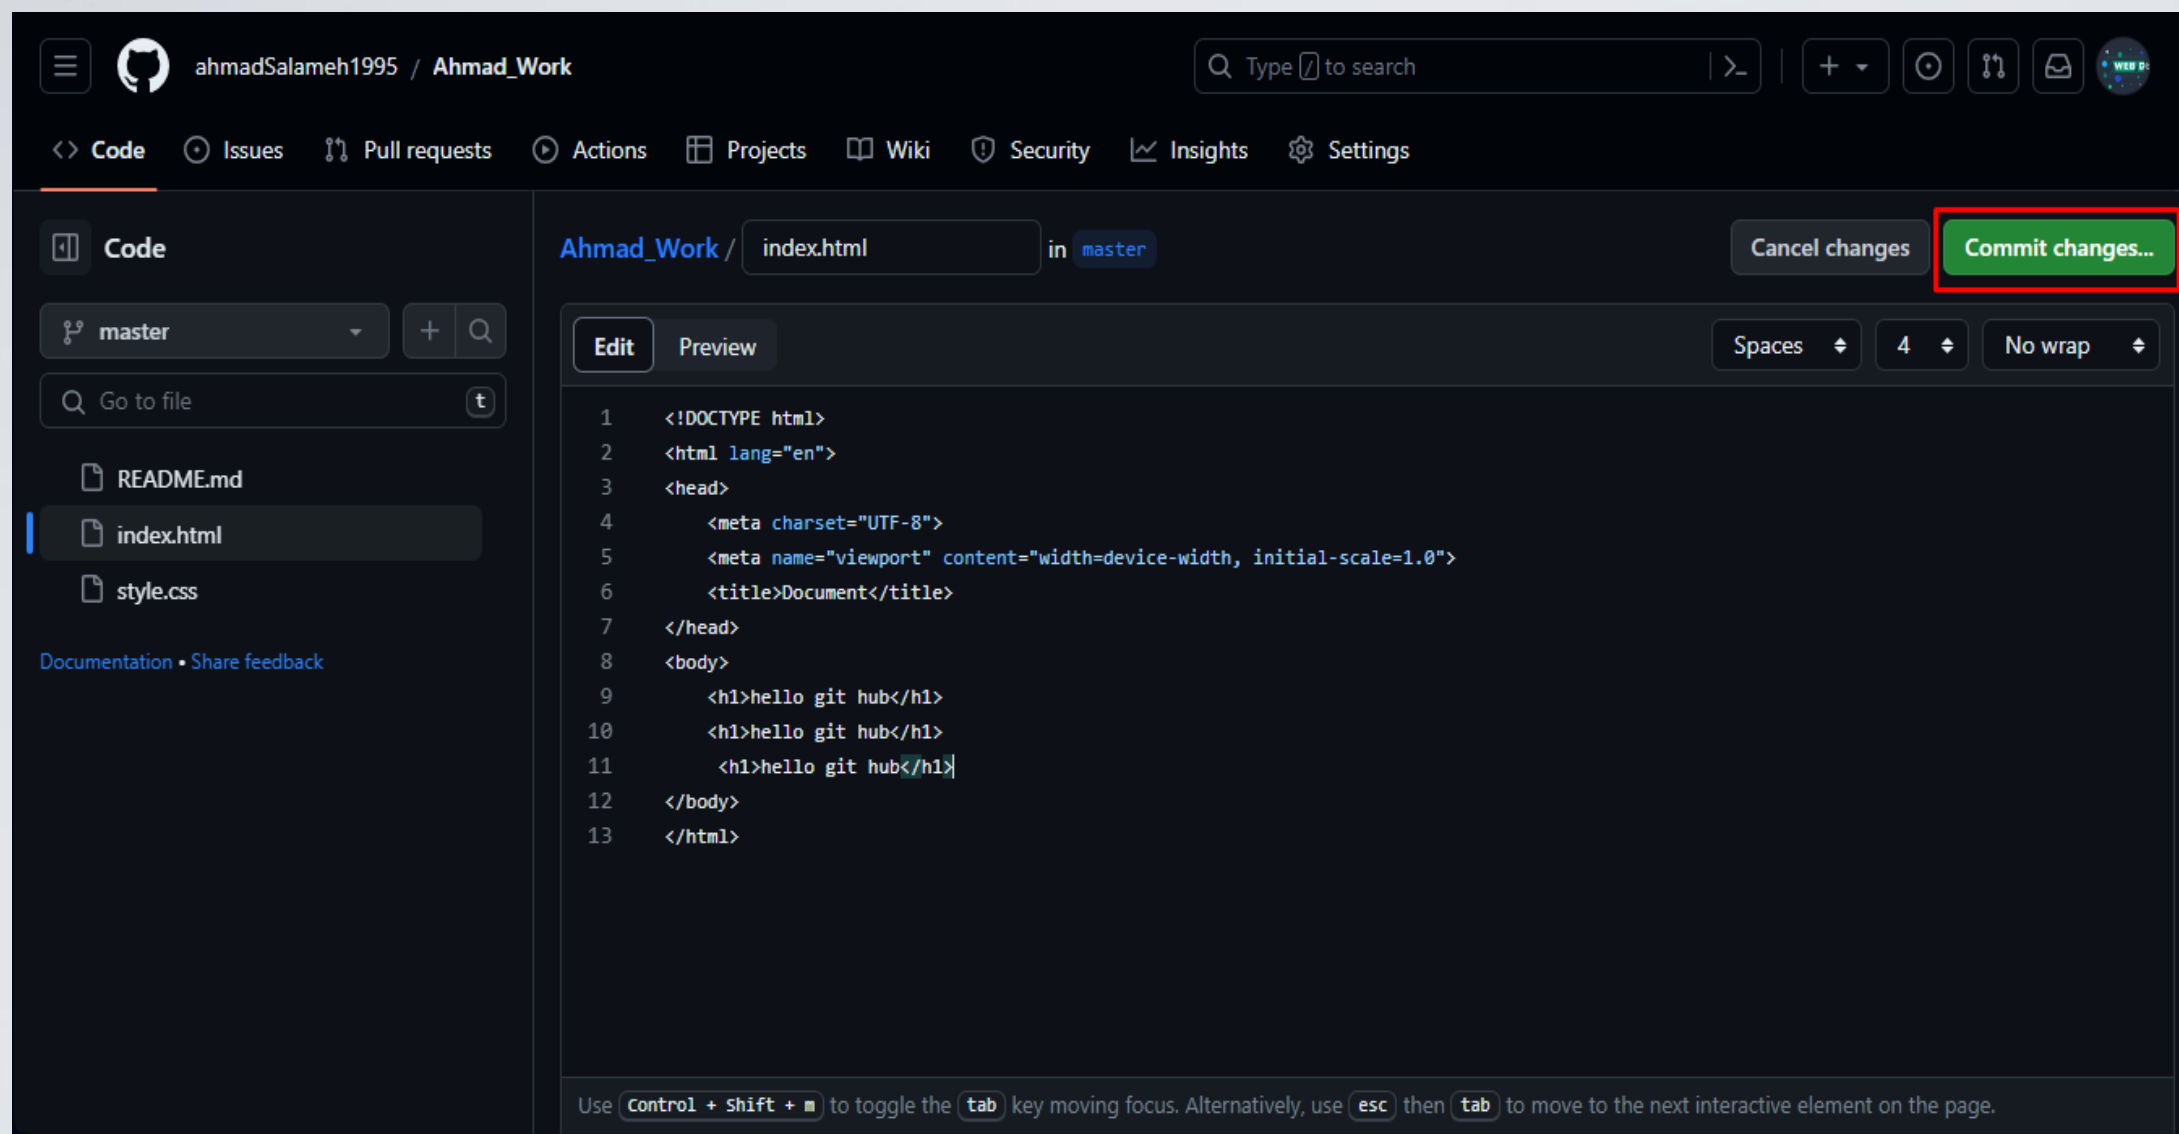 ahmadSalameh1995 / Ahmad_Work
Type / to search
Code Issues Pull requests Actions Projects Wiki Security Insights Settings
Code
master
Go to file t
README.md
index.html
style.css
Documentation • Share feedback
Ahmad_Work / index.html in master
Cancel changes Commit changes...
Edit Preview
Spaces 4 No wrap
1 <!DOCTYPE html>
2 <html lang="en">
3 <head>
4     <meta charset="UTF-8">
5     <meta name="viewport" content="width=device-width, initial-scale=1.0">
6     <title>Document</title>
7 </head>
8 <body>
9     <h1>hello git hub</h1>
10     <h1>hello git hub</h1>
11      <h1>hello git hub</h1>
12 </body>
13 </html>
Use Control + Shift + m to toggle the tab key moving focus. Alternatively, use esc then tab to move to the next interactive element on the page.